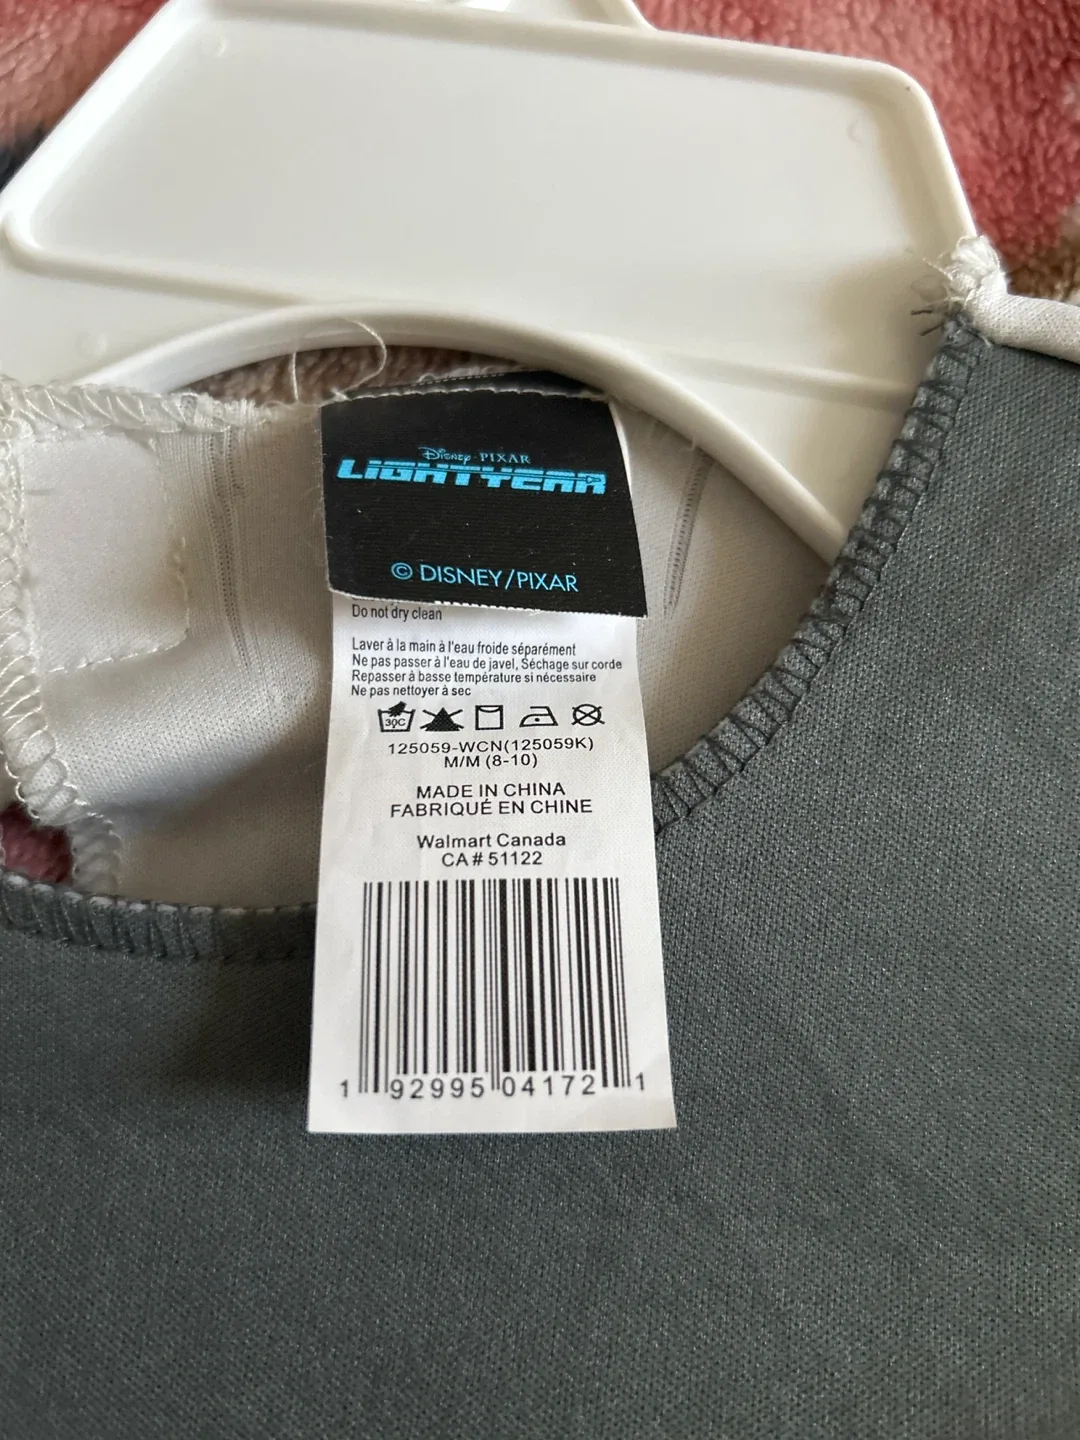 Disney · PIXAR
LIGHTYEAR
© DISNEY/PIXAR
Do not dry clean
Laver à la main à l'eau froide séparément
Ne pas passer à l'eau de javel, Séchage sur corde
Repasser à basse température si nécessaire
Ne pas nettoyer à sec
30C
125059-WCN(125059K)
M/M (8-10)
MADE IN CHINA
FABRIQUÉ EN CHINE
Walmart Canada
CA# 51122
1 92995 04172 1